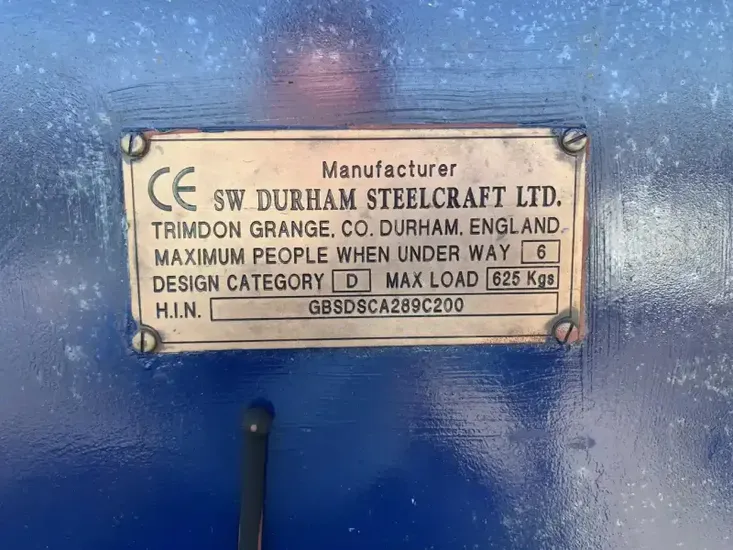 Manufacturer
CE SW DURHAM STEELCRAFT LTD.
TRIMDON GRANGE, CO. DURHAM, ENGLAND
MAXIMUM PEOPLE WHEN UNDER WAY 6
DESIGN CATEGORY D MAX LOAD 625 Kgs
H.I.N. GBSDSCA289C200